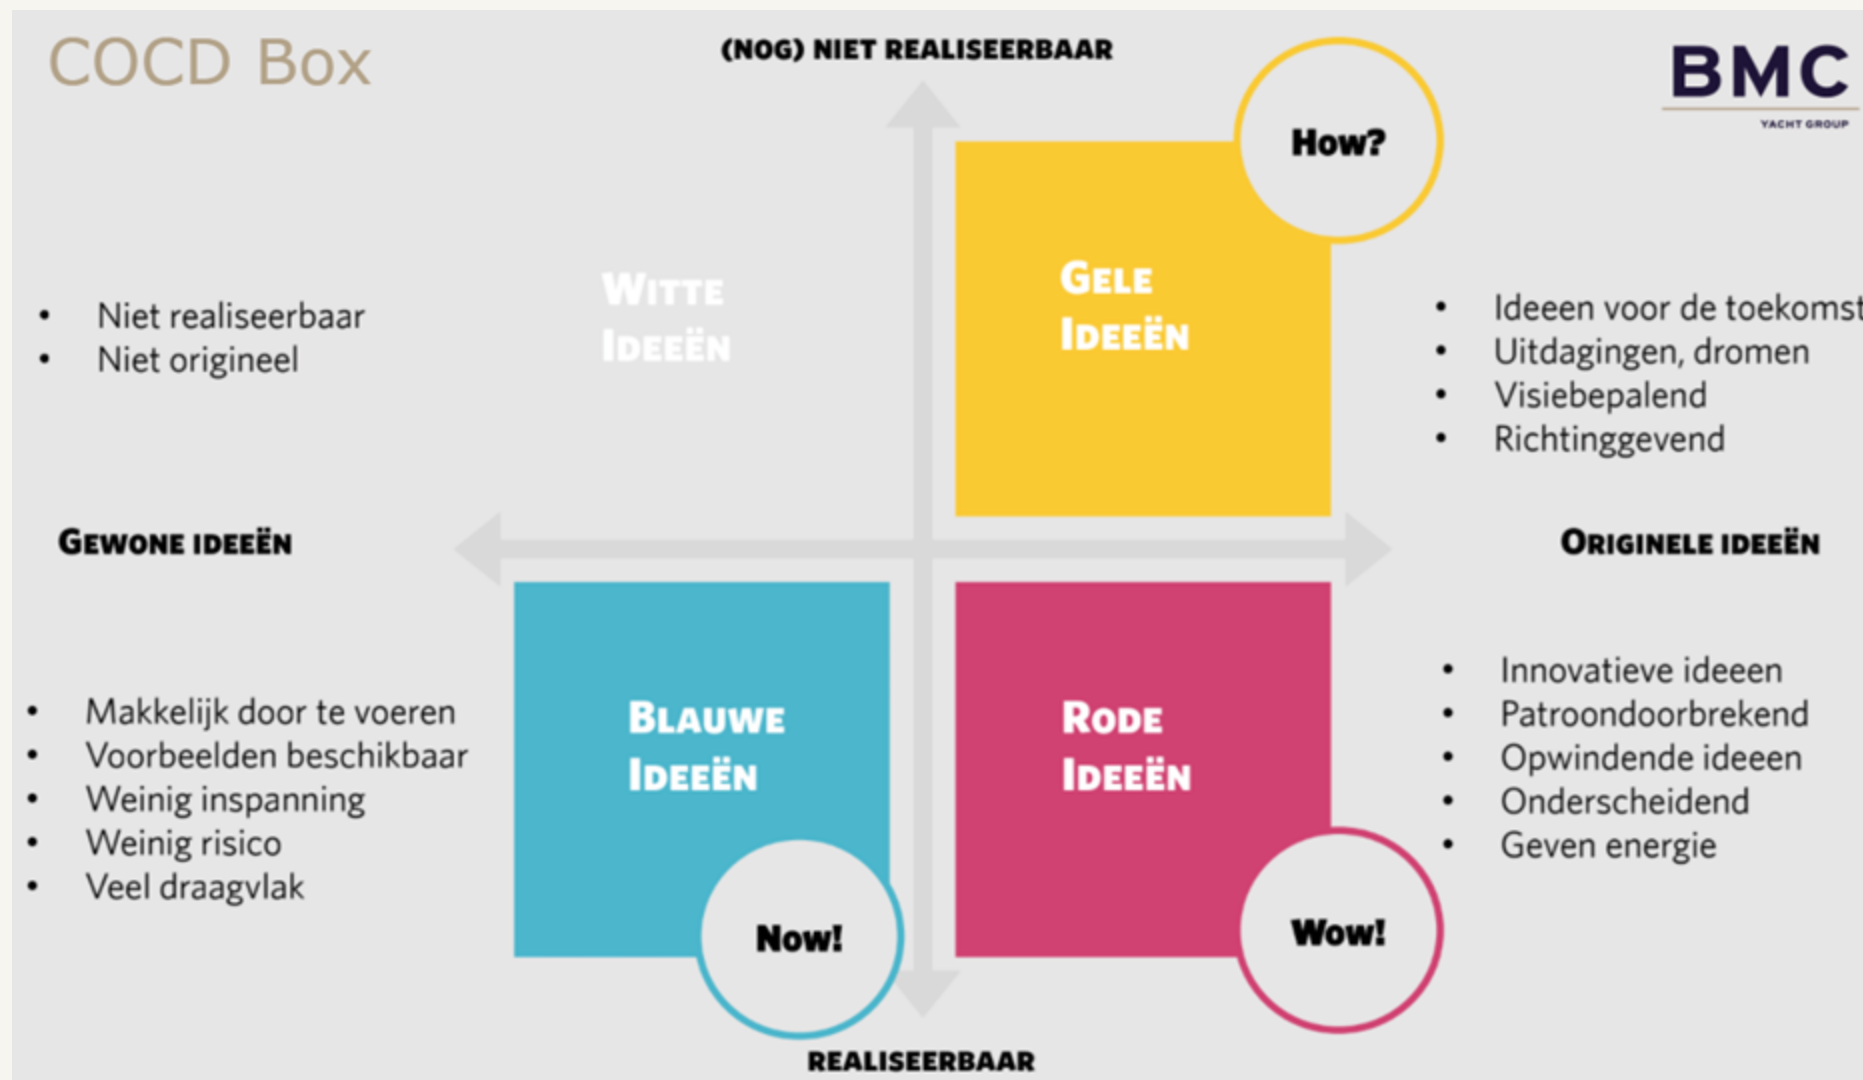 COCD Box
(NOG) NIET REALISEERBAAR
BMC
YACHT GROUP
How?
WITTE
IDEEËN
GELE
IDEEËN
• Niet realiseerbaar
• Niet origineel
• Ideeen voor de toekomst
• Uitdagingen, dromen
• Visiebepalend
• Richtinggevend
GEWONE IDEEËN
ORIGINELE IDEEËN
BLAUWE
IDEEËN
RODE
IDEEËN
• Makkelijk door te voeren
• Voorbeelden beschikbaar
• Weinig inspanning
• Weinig risico
• Veel draagvlak
• Innovatieve ideeen
• Patroondoorbrekend
• Opwindende ideeen
• Onderscheidend
• Geven energie
Now!
Wow!
REALISEERBAAR